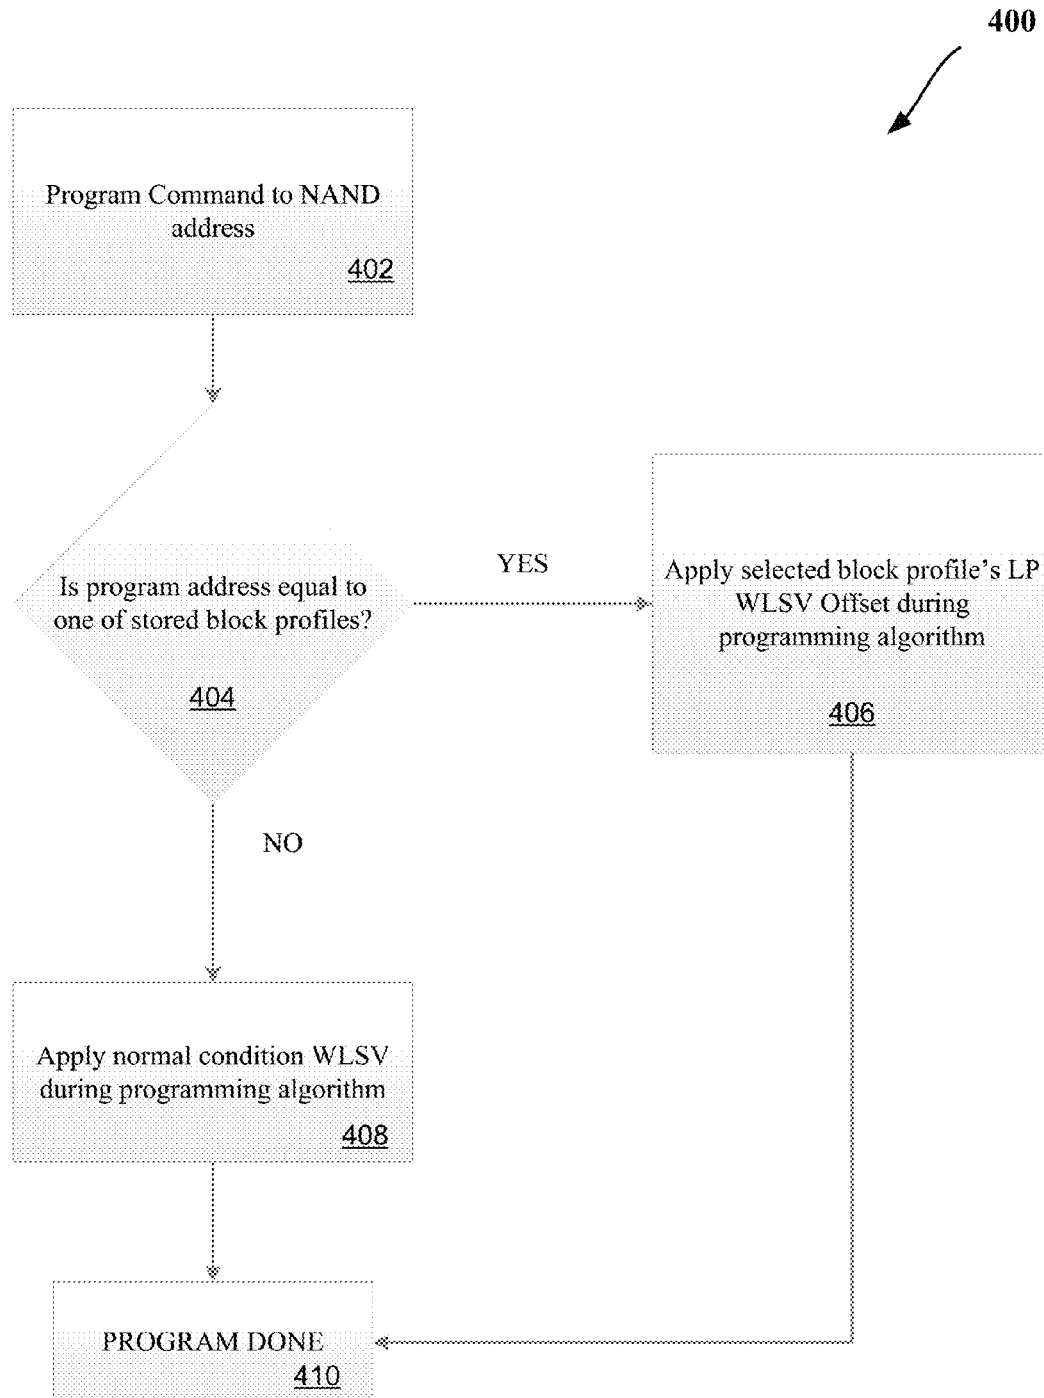 400
Program Command to NAND
address
402
Is program address equal to
one of stored block profiles?
404
YES
Apply selected block profile's LP
WLSV Offset during
programming algorithm
406
NO
Apply normal condition WLSV
during programming algorithm
408
PROGRAM DONE
410